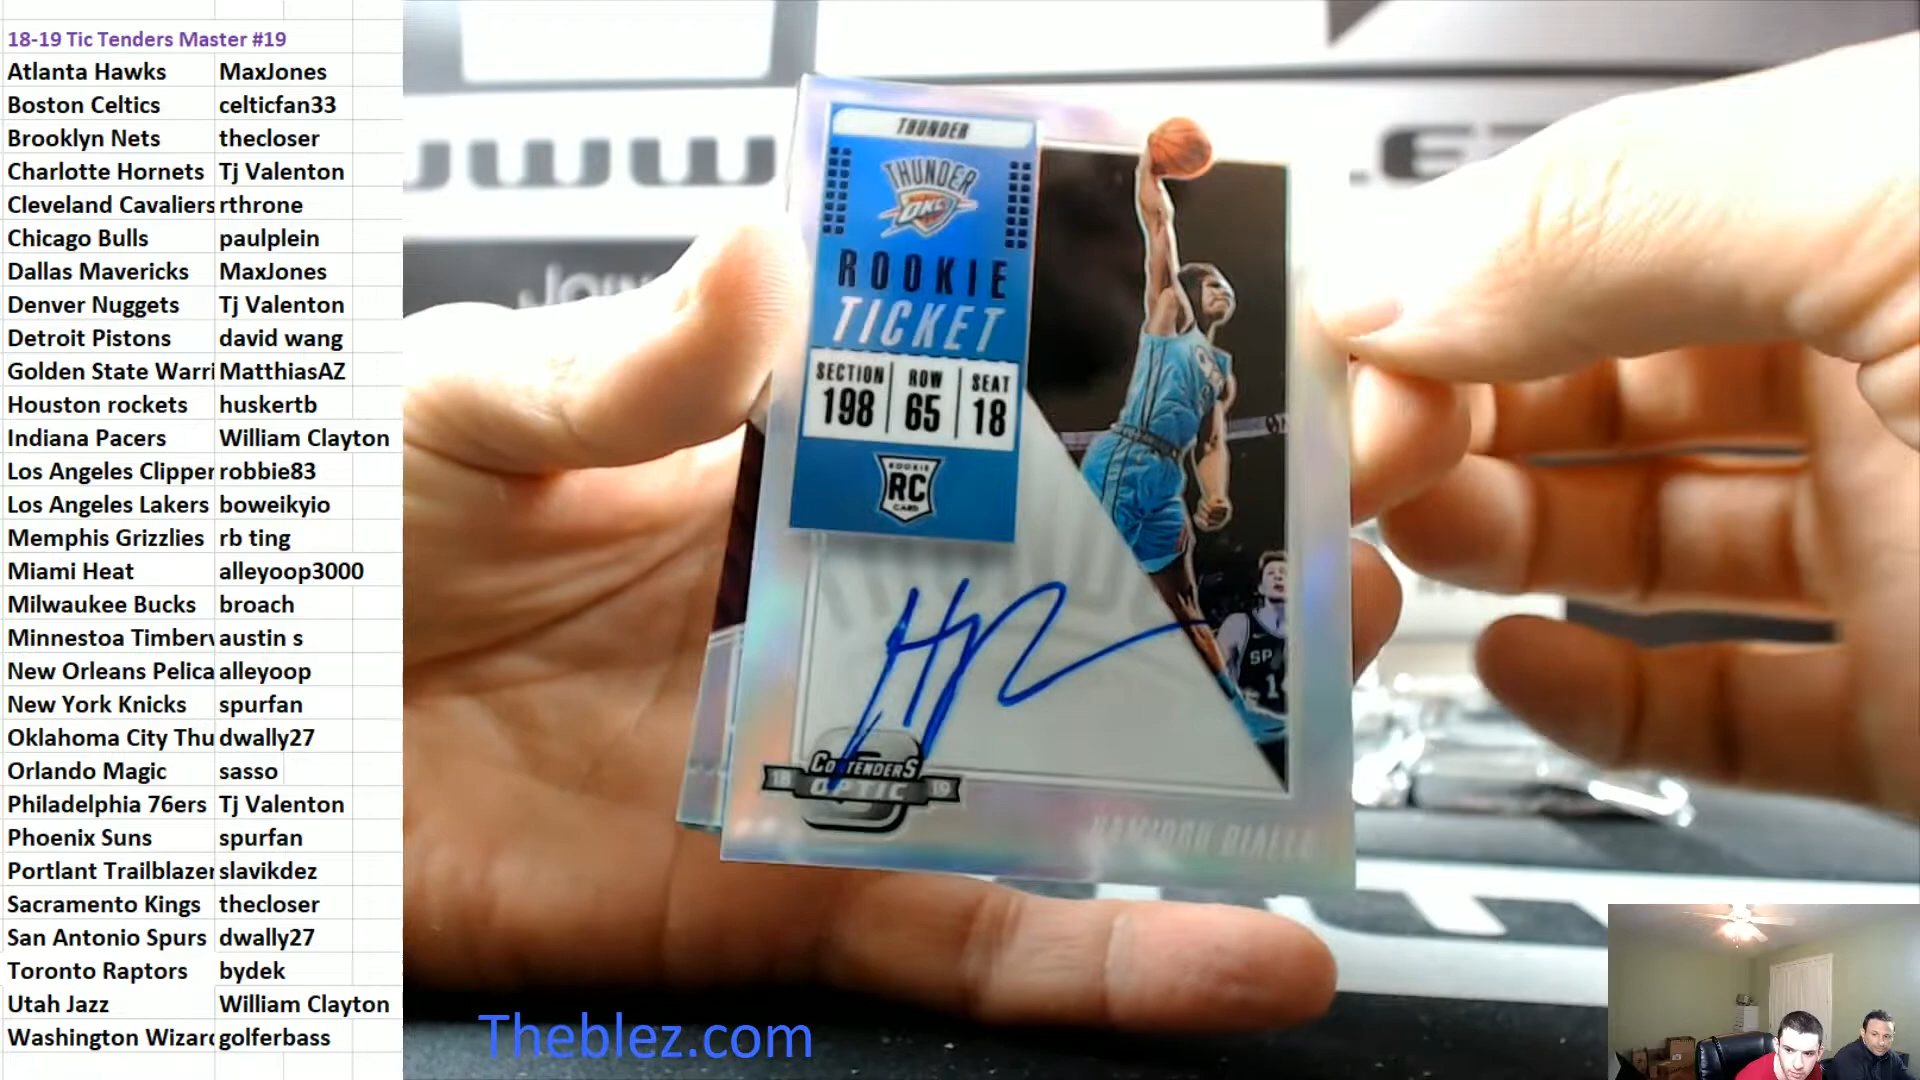 18-19 Tic Tenders Master #19
Atlanta Hawks MaxJones
Boston Celtics celticfan33
Brooklyn Nets thecloser
Charlotte Hornets Tj Valenton
Cleveland Cavaliers rthrone
Chicago Bulls paulplein
Dallas Mavericks MaxJones
Denver Nuggets Tj Valenton
Detroit Pistons david wang
Golden State Warri MatthiasAZ
Houston rockets huskertb
Indiana Pacers William Clayton
Los Angeles Clipper robbie83
Los Angeles Lakers boweikyio
Memphis Grizzlies rb ting
Miami Heat alleyoop3000
Milwaukee Bucks broach
Minnestoa Timberv austin s
New Orleans Pelica alleyoop
New York Knicks spurfan
Oklahoma City Thu dwally27
Orlando Magic sasso
Philadelphia 76ers Tj Valenton
Phoenix Suns spurfan
Portlant Trailblazer slavikdez
Sacramento Kings thecloser
San Antonio Spurs dwally27
Toronto Raptors bydek
Utah Jazz William Clayton
Washington Wizard golferbass
www
THUNDER
THUNDER
OKC
ROOKIE
TICKET
SECTION ROW SEAT
198 65 18
ROOKIE
RC
CARD
SP
1
CONTENDERS
18 OPTIC 19
HAMIDOU DIALLO
Theblez.com